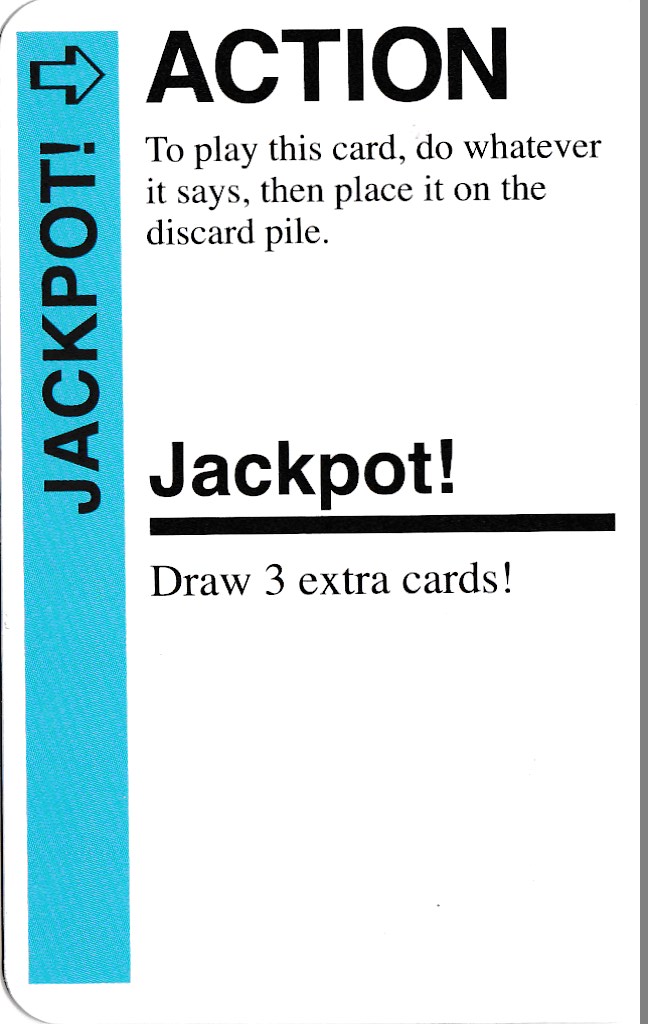 JACKPOT!
ACTION
To play this card, do whatever
it says, then place it on the
discard pile.
Jackpot!
Draw 3 extra cards!